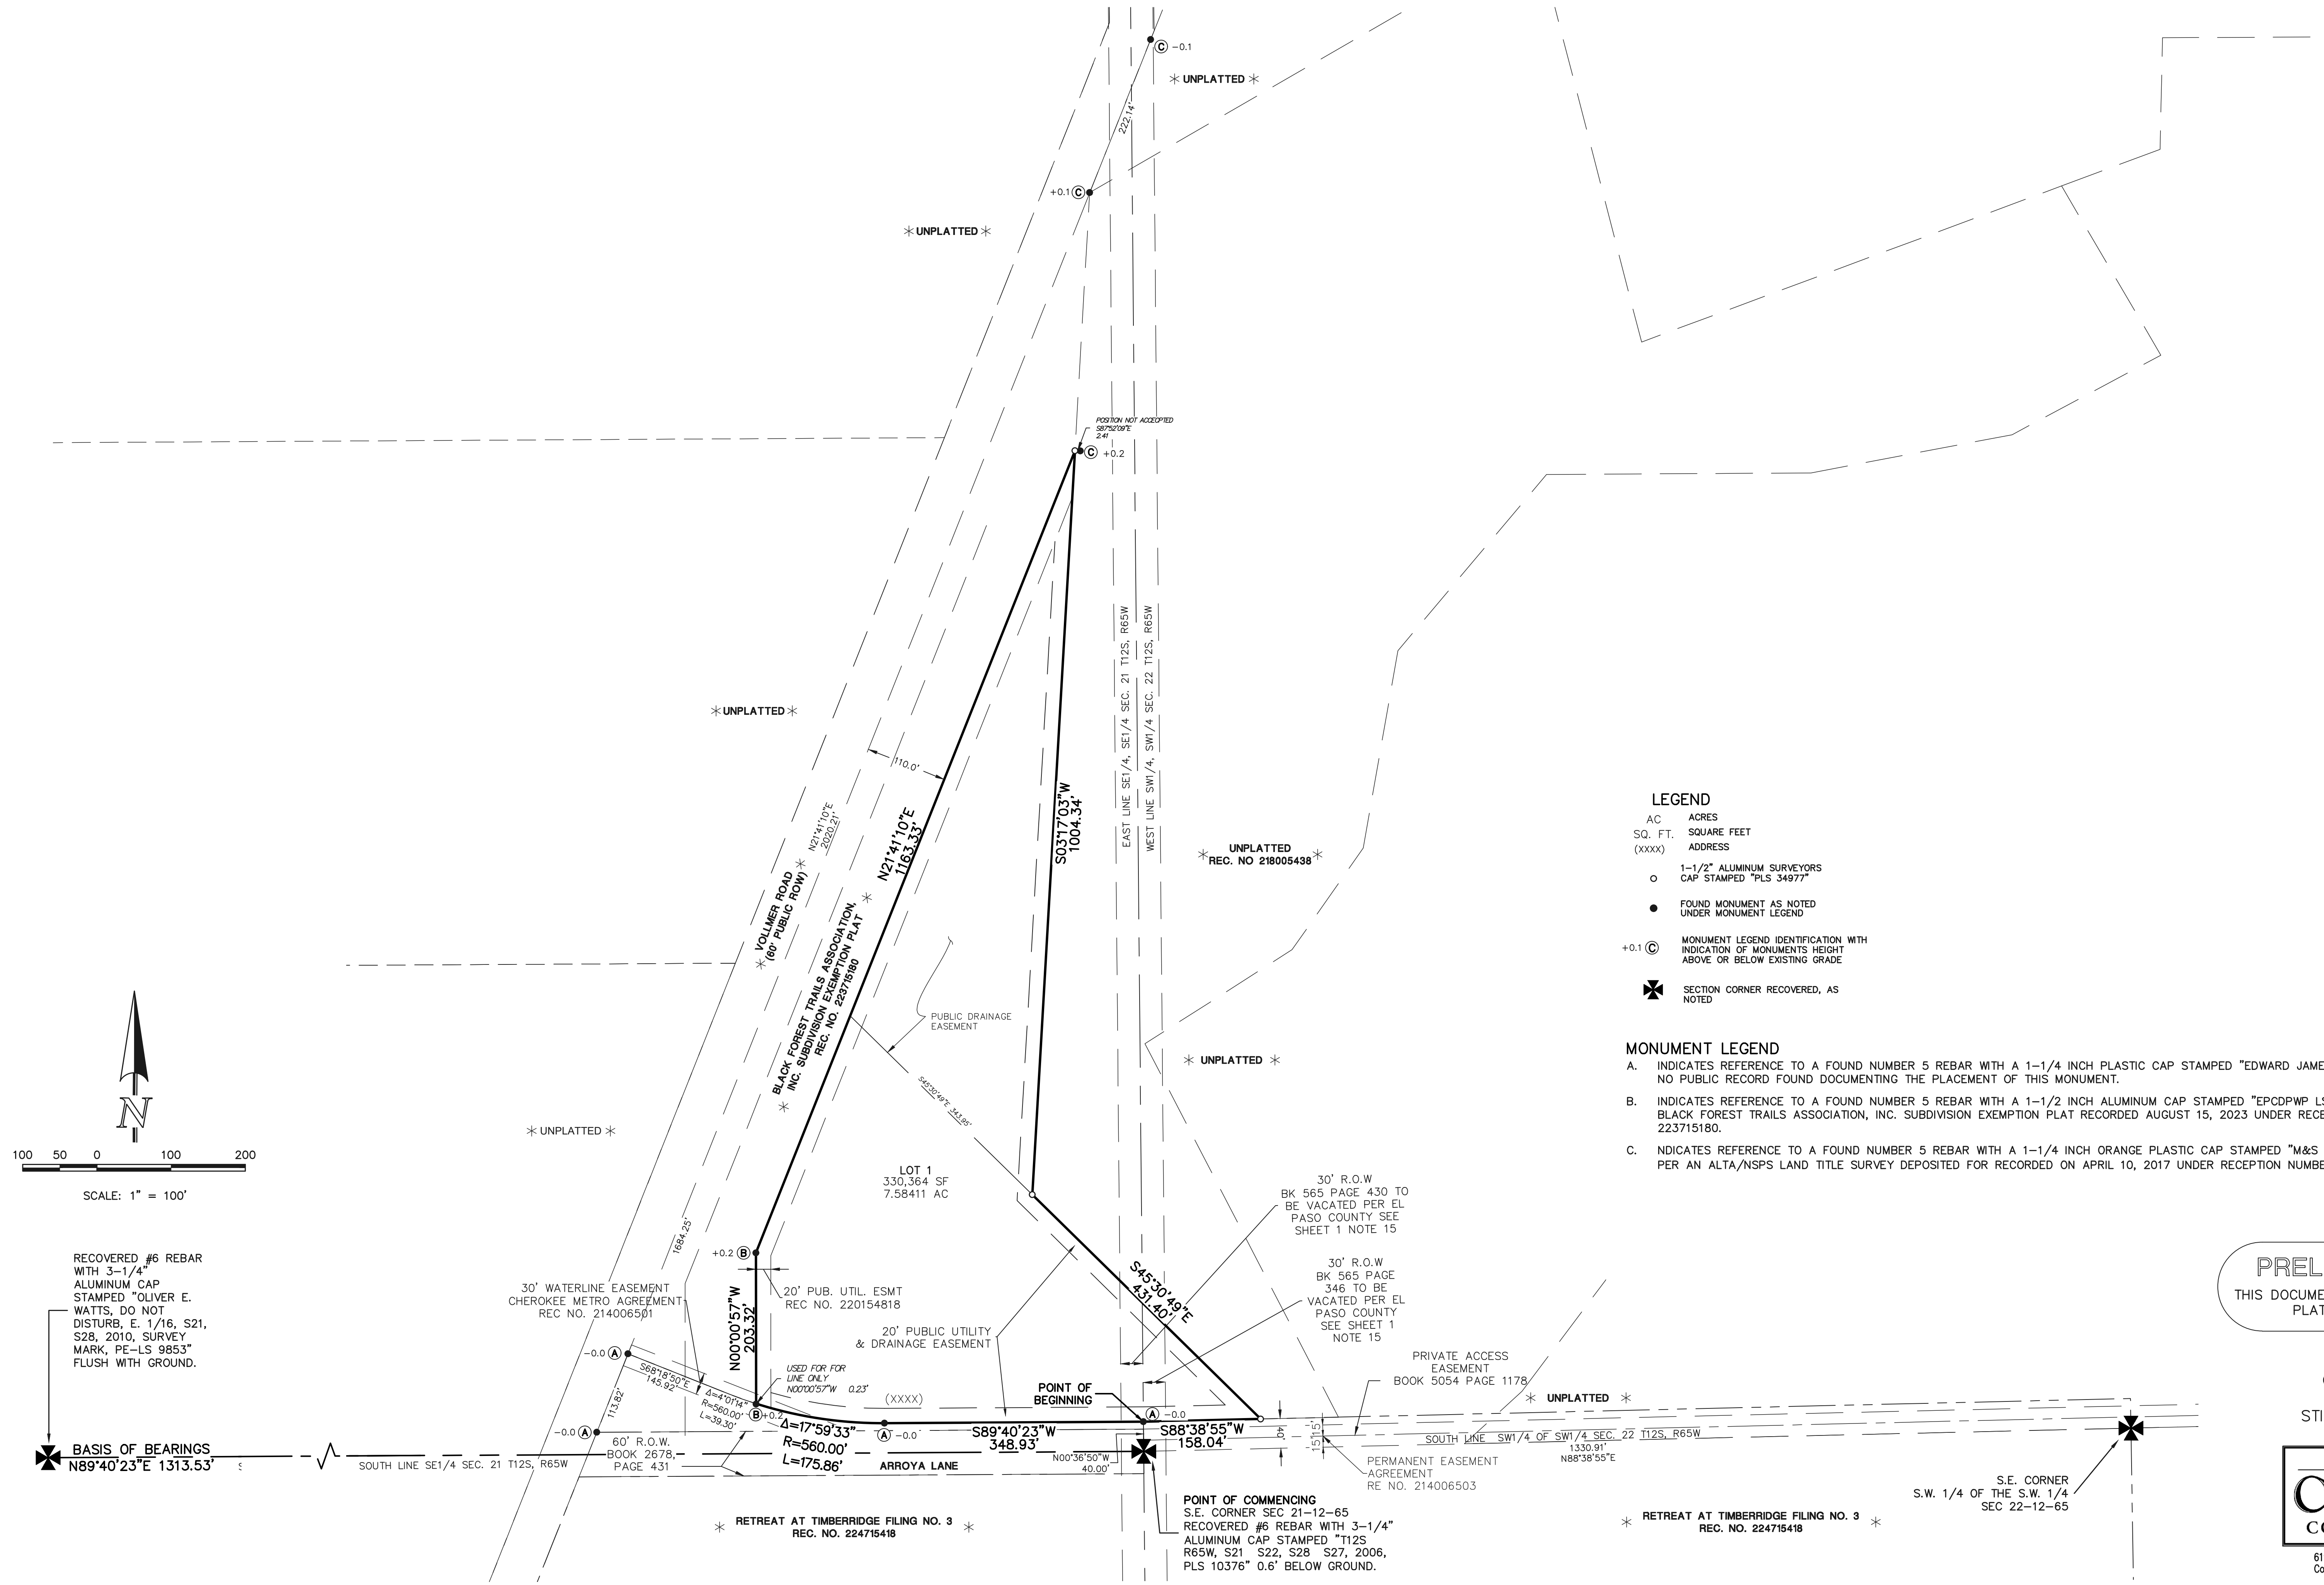 Ⓒ -0.1
✳ UNPLATTED ✳
222.14'
+0.1 Ⓒ
✳ UNPLATTED ✳
POSITION NOT ACCECPTED
S87°52'09"E
2.41
Ⓒ +0.2
✳ UNPLATTED ✳
110.0'
N21°41'10"E
2020.21'
✳ VOLLMER ROAD ✳
(60' PUBLIC ROW)
N21°41'10"E
1163.33'
S03°17'03"W
1004.34'
EAST LINE SE1/4, SE1/4 SEC. 21 T12S, R65W
WEST LINE SW1/4, SW1/4 SEC. 22 T12S, R65W
✳ UNPLATTED ✳
REC. NO 218005438
✳ BLACK FOREST TRAILS ASSOCIATION, ✳
INC. SUBDIVISION EXEMPTION PLAT
REC. NO. 223715180
PUBLIC DRAINAGE
EASEMENT
S45°30'49"E 343.95'
✳ UNPLATTED ✳
✳ UNPLATTED ✳
LEGEND
AC ACRES
SQ. FT. SQUARE FEET
(XXXX) ADDRESS
1-1/2" ALUMINUM SURVEYORS
CAP STAMPED "PLS 34977"
FOUND MONUMENT AS NOTED
UNDER MONUMENT LEGEND
+0.1 Ⓒ MONUMENT LEGEND IDENTIFICATION WITH
INDICATION OF MONUMENTS HEIGHT
ABOVE OR BELOW EXISTING GRADE
SECTION CORNER RECOVERED, AS
NOTED
MONUMENT LEGEND
A. INDICATES REFERENCE TO A FOUND NUMBER 5 REBAR WITH A 1-1/4 INCH PLASTIC CAP STAMPED "EDWARD JAME
NO PUBLIC RECORD FOUND DOCUMENTING THE PLACEMENT OF THIS MONUMENT.
B. INDICATES REFERENCE TO A FOUND NUMBER 5 REBAR WITH A 1-1/2 INCH ALUMINUM CAP STAMPED "EPCDPWP LS
BLACK FOREST TRAILS ASSOCIATION, INC. SUBDIVISION EXEMPTION PLAT RECORDED AUGUST 15, 2023 UNDER RECE
223715180.
C. NDICATES REFERENCE TO A FOUND NUMBER 5 REBAR WITH A 1-1/4 INCH ORANGE PLASTIC CAP STAMPED "M&S
PER AN ALTA/NSPS LAND TITLE SURVEY DEPOSITED FOR RECORDED ON APRIL 10, 2017 UNDER RECEPTION NUMBE
N
100 50 0 100 200
SCALE: 1" = 100'
LOT 1
330,364 SF
7.58411 AC
30' R.O.W
BK 565 PAGE 430 TO
BE VACATED PER EL
PASO COUNTY SEE
SHEET 1 NOTE 15
30' R.O.W
BK 565 PAGE
346 TO BE
VACATED PER EL
PASO COUNTY
SEE SHEET 1
NOTE 15
1684.25'
+0.2 Ⓑ
RECOVERED #6 REBAR
WITH 3-1/4"
ALUMINUM CAP
STAMPED "OLIVER E.
WATTS, DO NOT
DISTURB, E. 1/16, S21,
S28, 2010, SURVEY
MARK, PE-LS 9853"
FLUSH WITH GROUND.
30' WATERLINE EASEMENT
CHEROKEE METRO AGREEMENT
REC NO. 214006501
20' PUB. UTIL. ESMT
REC NO. 220154818
N00°00'57"W
203.32'
20' PUBLIC UTILITY
& DRAINAGE EASEMENT
S45°30'49"E
431.40'
-0.0 Ⓐ
S68°18'50"E
145.92'
113.82'
USED FOR FOR
LINE ONLY
N00°00'57"W 0.23'
(XXXX)
Δ=4°01'14"
R=560.00'
L=39.30'
Ⓑ +0.2
-0.0 Ⓐ
Δ=17°59'33"
R=560.00'
L=175.86'
Ⓐ -0.0
POINT OF
BEGINNING
Ⓐ -0.0
S89°40'23"W
348.93'
S88°38'55"W
158.04'
40'
15' 15'
PRIVATE ACCESS
EASEMENT
BOOK 5054 PAGE 1178
✳ UNPLATTED ✳
PREL
THIS DOCUME
PLAT
BASIS OF BEARINGS
N89°40'23"E 1313.53'
SOUTH LINE SE1/4 SEC. 21 T12S, R65W
60' R.O.W.
BOOK 2678,
PAGE 431
ARROYA LANE
N00°36'50"W
40.00'
SOUTH LINE SW1/4 OF SW1/4 SEC. 22 T12S, R65W
1330.91'
N88°38'55"E
PERMANENT EASEMENT
AGREEMENT
RE NO. 214006503
S.E. CORNER
S.W. 1/4 OF THE S.W. 1/4
SEC 22-12-65
POINT OF COMMENCING
S.E. CORNER SEC 21-12-65
RECOVERED #6 REBAR WITH 3-1/4"
ALUMINUM CAP STAMPED "T12S
R65W, S21 S22, S28 S27, 2006,
PLS 10376" 0.6' BELOW GROUND.
✳ RETREAT AT TIMBERRIDGE FILING NO. 3 ✳
REC. NO. 224715418
✳ RETREAT AT TIMBERRIDGE FILING NO. 3 ✳
REC. NO. 224715418
STI
C
CO
61
Co